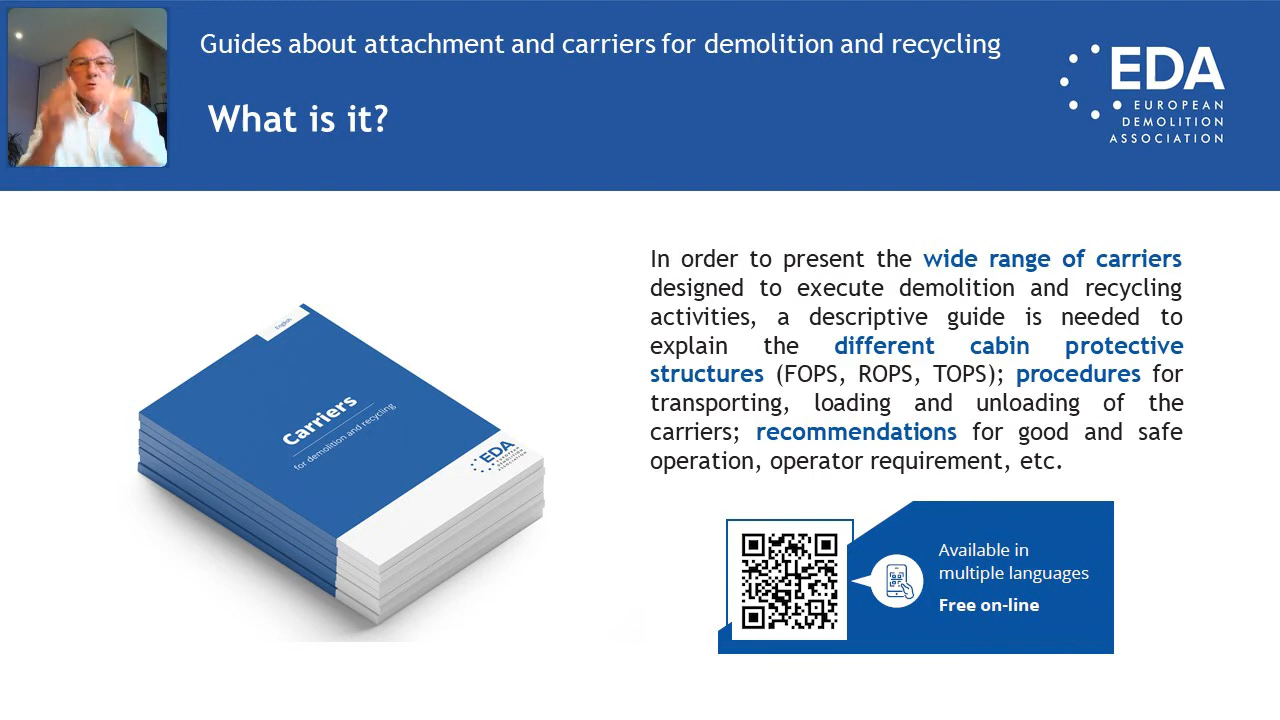 Guides about attachment and carriers for demolition and recycling
What is it?
EDA
EUROPEAN
DEMOLITION
ASSOCIATION
In order to present the wide range of carriers
designed to execute demolition and recycling
activities, a descriptive guide is needed to
explain the different cabin protective
structures (FOPS, ROPS, TOPS); procedures for
transporting, loading and unloading of the
carriers; recommendations for good and safe
operation, operator requirement, etc.
English
Carriers
for demolition and recycling
EDA
EUROPEAN
DEMOLITION
ASSOCIATION
Available in
multiple languages
Free on-line